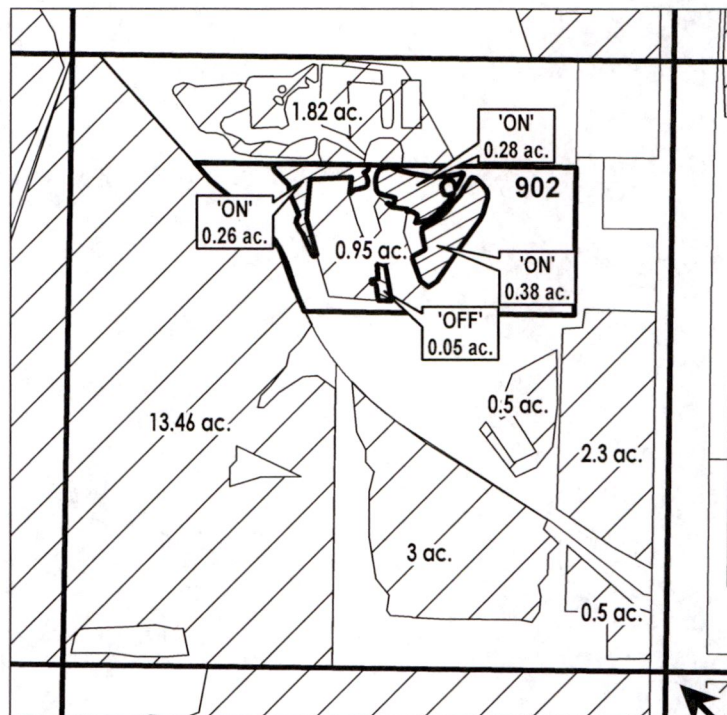 1.82 ac.
'ON'
0.28 ac.
902
'ON'
0.26 ac.
0.95 ac.
'ON'
0.38 ac.
'OFF'
0.05 ac.
13.46 ac.
0.5 ac.
2.3 ac.
3 ac.
0.5 ac.